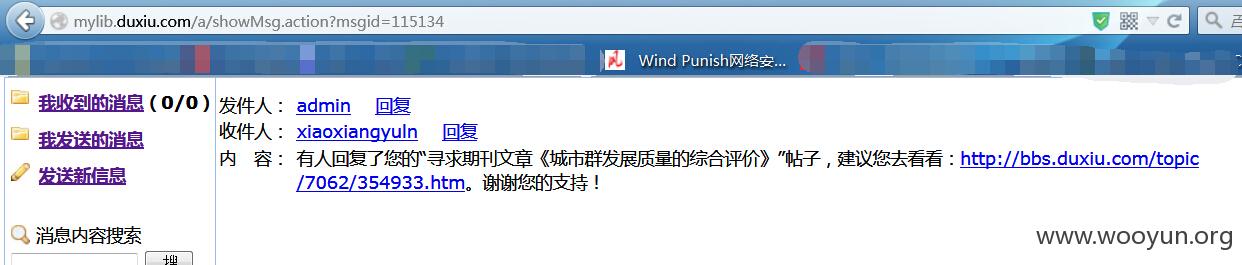 mylib.duxiu.com/a/showMsg.action?msgid=115134
Wind Punish网络安...
我收到的消息 (0/0)
我发送的消息
发送新信息
消息内容搜索
搜
发件人： admin 回复
收件人： xiaoxiangyuln 回复
内 容： 有人回复了您的“寻求期刊文章《城市群发展质量的综合评价》”帖子，建议您去看看：http://bbs.duxiu.com/topic
/7062/354933.htm。谢谢您的支持！
www.wooyun.org